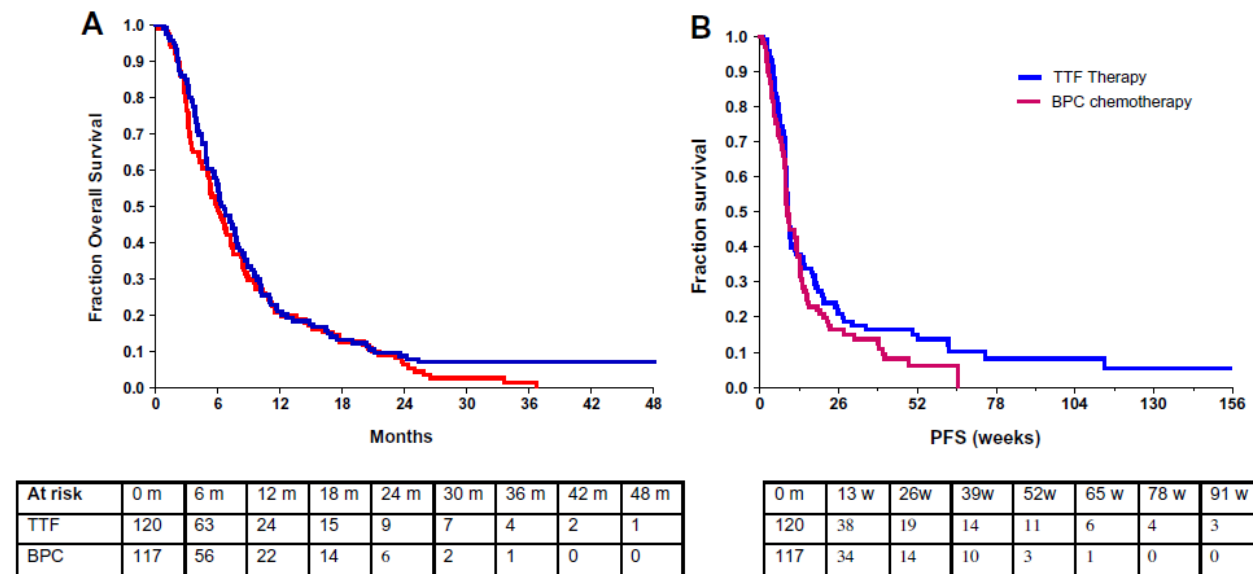 A
B
1.0
0.9
0.8
0.7
0.6
0.5
0.4
0.3
0.2
0.1
0.0
Fraction Overall Survival
0 6 12 18 24 30 36 42 48
Months
1.0
0.9
0.8
0.7
0.6
0.5
0.4
0.3
0.2
0.1
0.0
Fraction survival
TTF Therapy
BPC chemotherapy
0 26 52 78 104 130 156
PFS (weeks)
At risk 0 m 6 m 12 m 18 m 24 m 30 m 36 m 42 m 48 m
TTF 120 63 24 15 9 7 4 2 1
BPC 117 56 22 14 6 2 1 0 0
0 m 13 w 26w 39w 52w 65 w 78 w 91 w
120 38 19 14 11 6 4 3
117 34 14 10 3 1 0 0